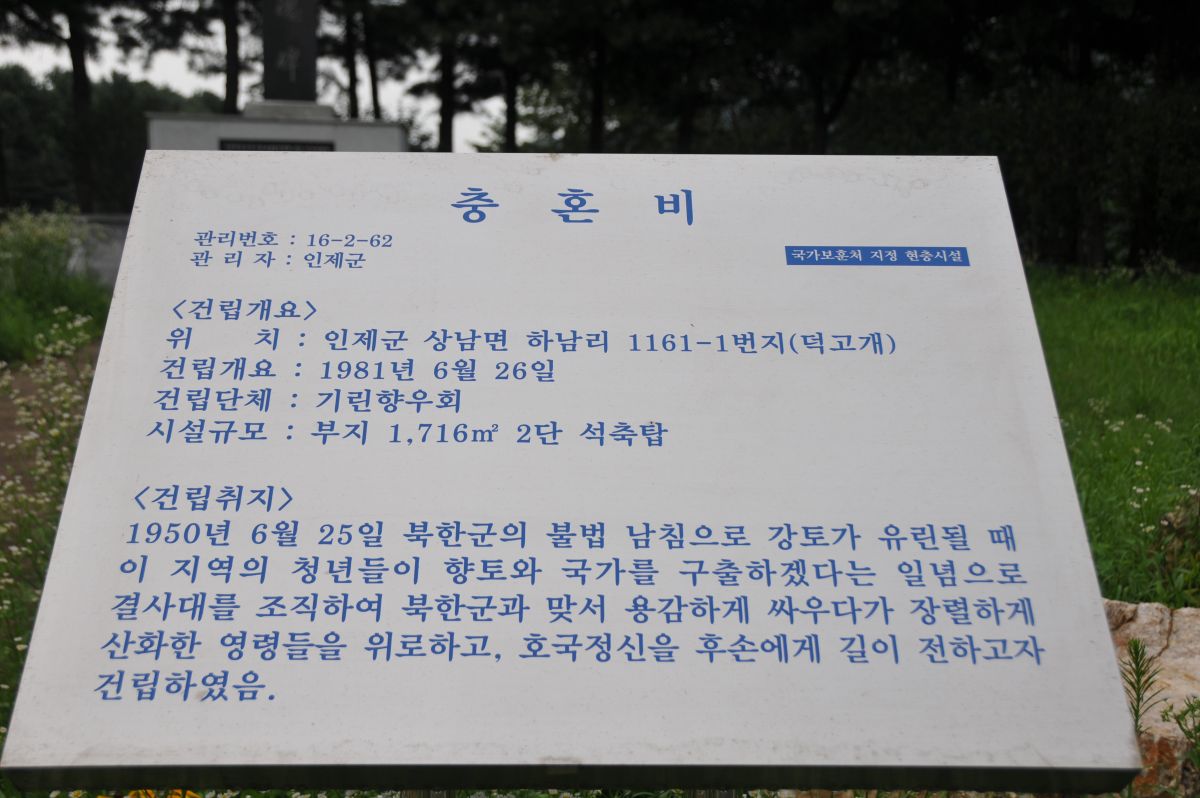 충 혼 비
관리번호 : 16-2-62
관 리 자 : 인제군
국가보훈처 지정 현충시설
<건립개요>
위 치 : 인제군 상남면 하남리 1161-1번지(덕고개)
건립개요 : 1981년 6월 26일
건립단체 : 기린향우회
시설규모 : 부지 1,716㎡ 2단 석축탑
<건립취지>
1950년 6월 25일 북한군의 불법 남침으로 강토가 유린될 때
이 지역의 청년들이 향토와 국가를 구출하겠다는 일념으로
결사대를 조직하여 북한군과 맞서 용감하게 싸우다가 장렬하게
산화한 영령들을 위로하고, 호국정신을 후손에게 길이 전하고자
건립하였음.